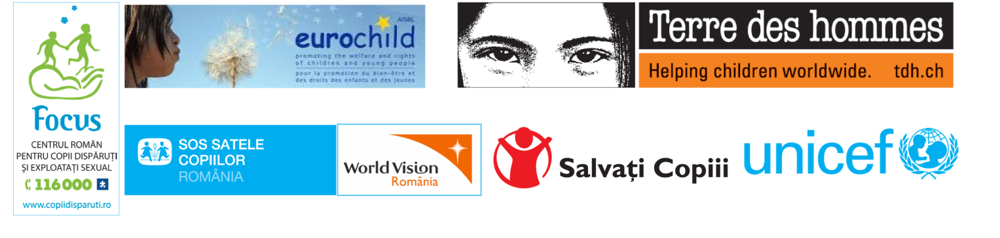 Focus
CENTRUL ROMÂN
PENTRU COPII DISPĂRUȚI
ȘI EXPLOATAȚI SEXUAL
116000
www.copiidisparuti.ro
AISBL
eurochild
promoting the welfare and rights
of children and young people
pour la promotion du bien-être et
des droits des enfants et des jeunes
Terre des hommes
Helping children worldwide. tdh.ch
SOS SATELE
COPIILOR
ROMÂNIA
World Vision
România
Salvați Copiii
unicef